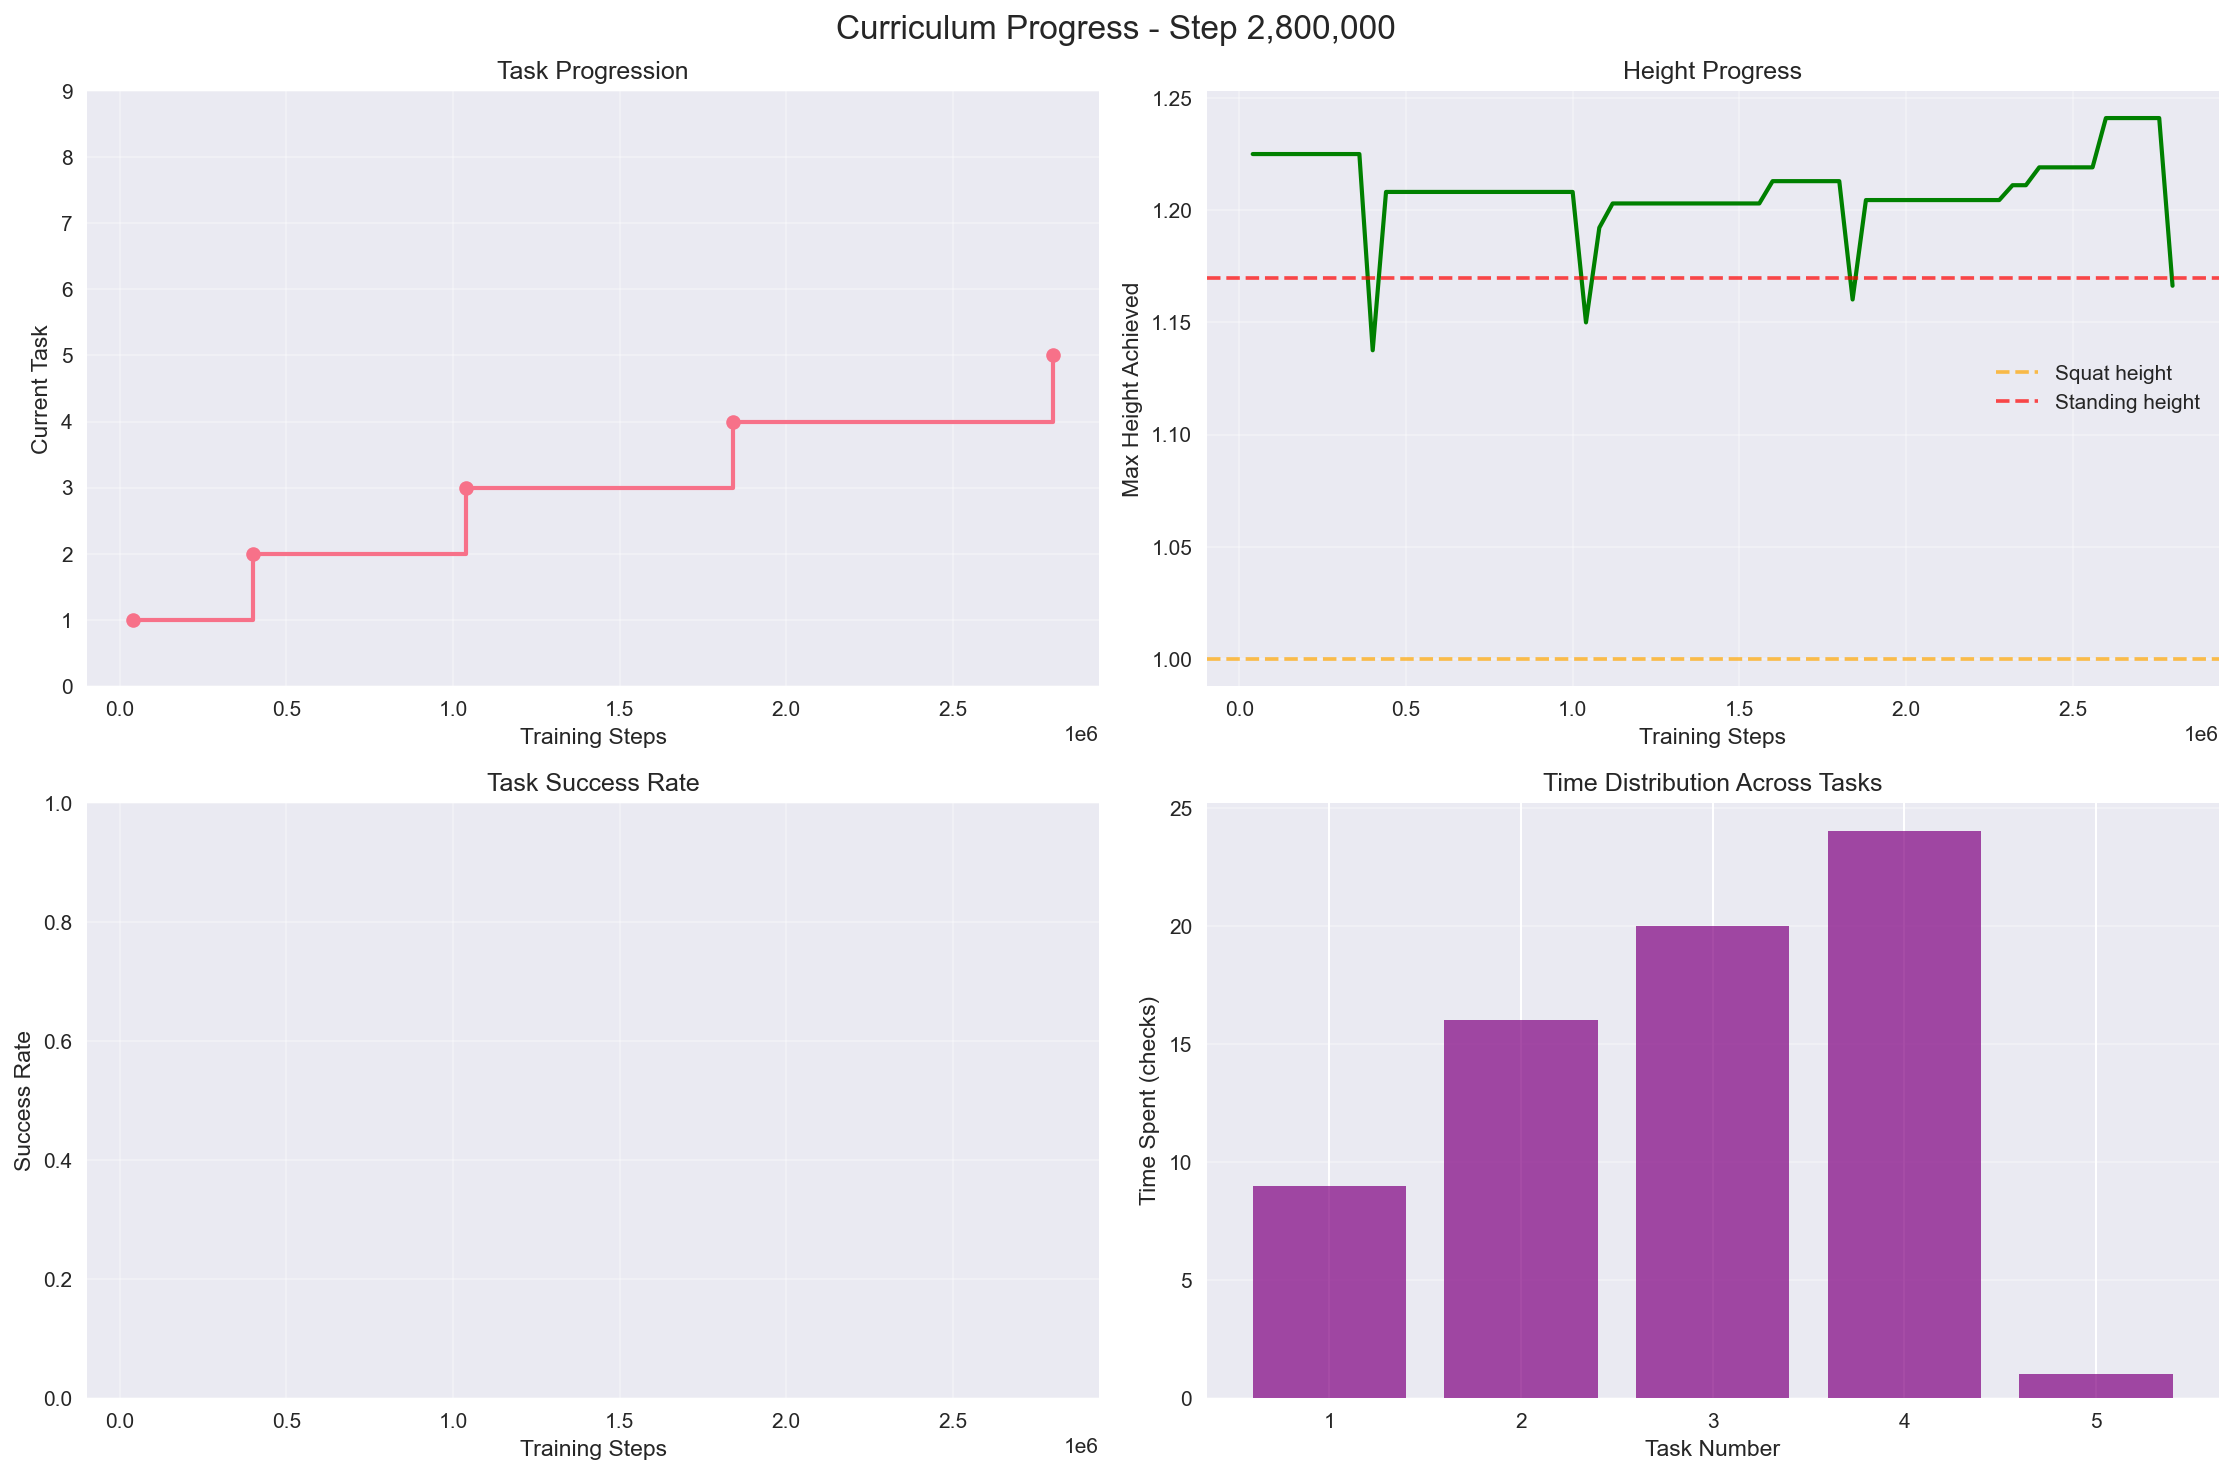 Curriculum Progress - Step 2,800,000
Task Progression
9
8
7
6
5
4
3
2
1
0
Current Task
0.0 0.5 1.0 1.5 2.0 2.5
1e6
Training Steps
Height Progress
1.25
1.20
1.15
1.10
1.05
1.00
Max Height Achieved
Squat height
Standing height
0.0 0.5 1.0 1.5 2.0 2.5
1e6
Training Steps
Task Success Rate
1.0
0.8
0.6
0.4
0.2
0.0
Success Rate
0.0 0.5 1.0 1.5 2.0 2.5
1e6
Training Steps
Time Distribution Across Tasks
25
20
15
10
5
0
Time Spent (checks)
1 2 3 4 5
Task Number